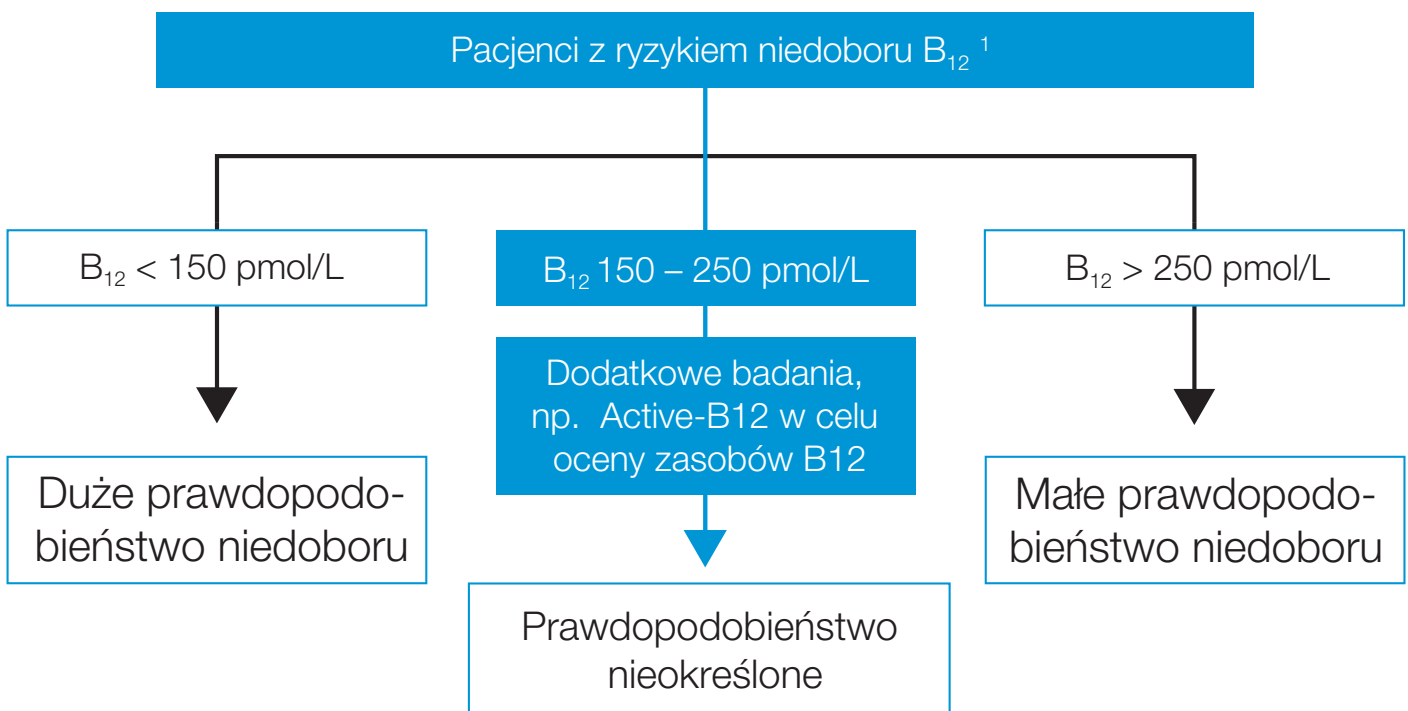 Pacjenci z ryzykiem niedoboru B₁₂ ¹
B₁₂ < 150 pmol/L
B₁₂ 150 – 250 pmol/L
B₁₂ > 250 pmol/L
Dodatkowe badania,
np. Active-B12 w celu
oceny zasobów B12
Duże prawdopodo-
bieństwo niedoboru
Małe prawdopodo-
bieństwo niedoboru
Prawdopodobieństwo
nieokreślone